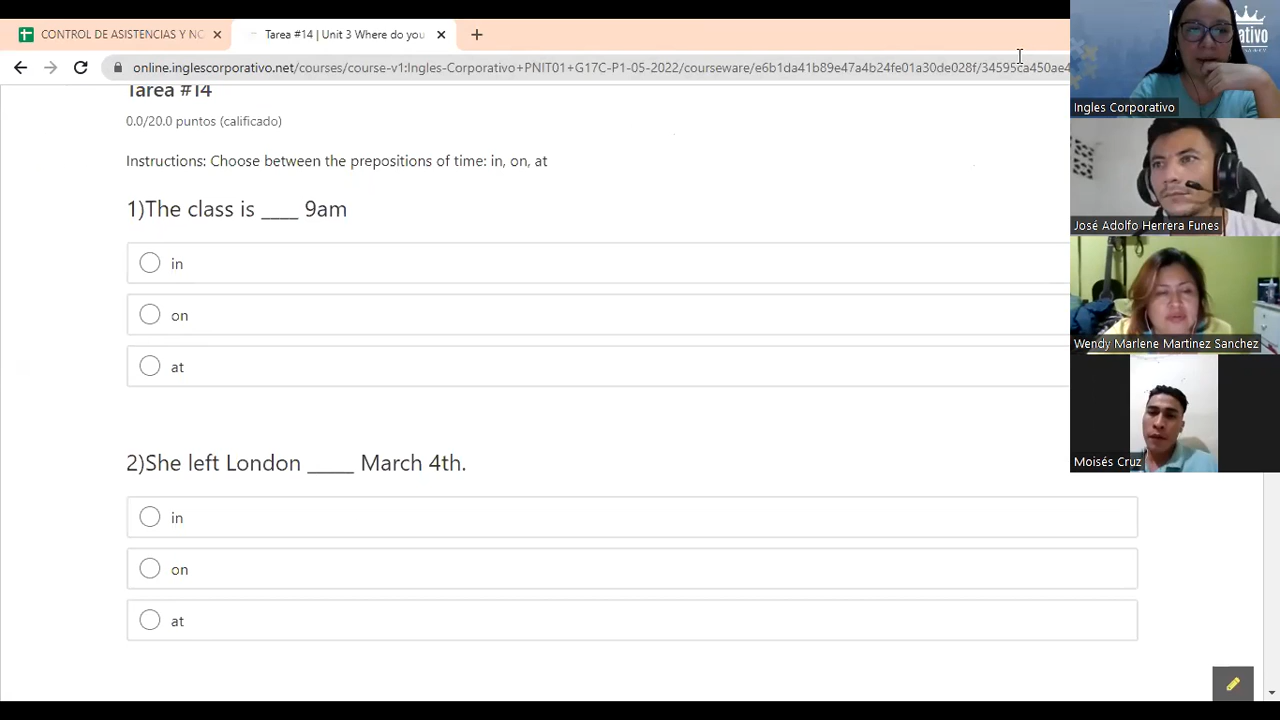 CONTROL DE ASISTENCIAS Y NO
Tarea #14 | Unit 3 Where do you
online.inglescorporativo.net/courses/course-v1:Ingles-Corporativo+PNIT01+G17C-P1-05-2022/courseware/e6b1da41b89e47a4b24fe01a30de028f/34595ca450ae4
Tarea #14
0.0/20.0 puntos (calificado)
Instructions: Choose between the prepositions of time: in, on, at
1)The class is ____ 9am
in
on
at
2)She left London _____ March 4th.
in
on
at
Ingles Corporativo
José Adolfo Herrera Funes
Wendy Marlene Martinez Sanchez
Moisés Cruz